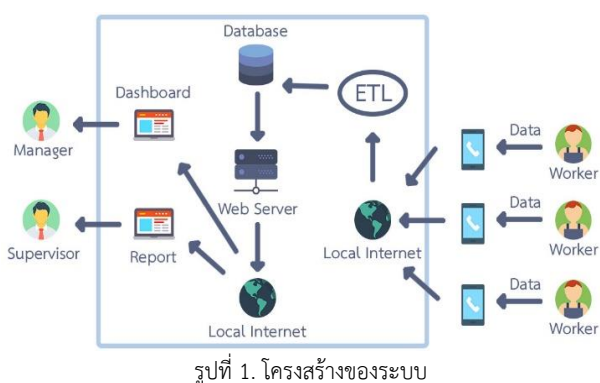 Database
Dashboard
ETL
Manager
Data
Worker
Web Server
Data
Worker
Supervisor
Report
Local Internet
Data
Worker
Local Internet
รูปที่ 1. โครงสร้างของระบบ